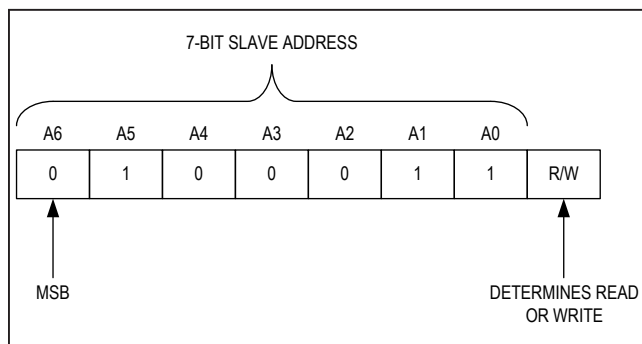 7-BIT SLAVE ADDRESS
A6 A5 A4 A3 A2 A1 A0
0 1 0 0 0 1 1 R/W
MSB
DETERMINES READ
OR WRITE